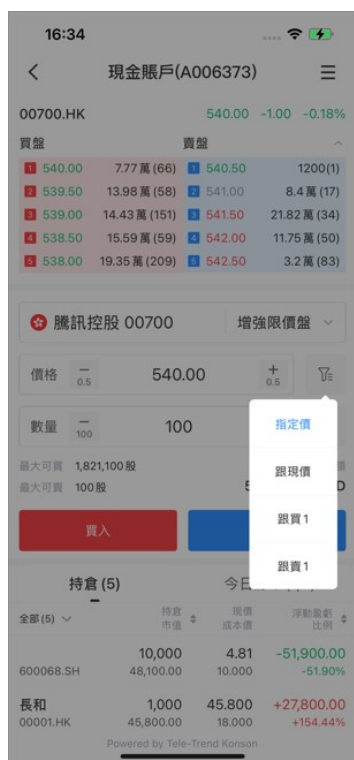 16:34
現金賬戶(A006373)
00700.HK 540.00 -1.00 -0.18%
買盤 賣盤
1 540.00 7.77萬(66) 1 540.50 1200(1)
2 539.50 13.98萬(58) 2 541.00 8.4萬(17)
3 539.00 14.43萬(151) 3 541.50 21.82萬(34)
4 538.50 15.59萬(59) 4 542.00 11.75萬(50)
5 538.00 19.35萬(209) 5 542.50 3.2萬(83)
騰訊控股 00700 增強限價盤
價格 0.5 540.00 0.5
數量 100 100
指定價
跟現價
跟買1
跟賣1
最大可買 1,821,100股
最大可賣 100股
買入
持倉(5) 今日
全部(5) 持倉 市值 現價 成本價 浮動盈虧 比例
10,000 4.81 -51,900.00
600068.SH 48,100.00 10.000 -51.90%
長和 1,000 45.800 +27,800.00
00001.HK 45,800.00 18.000 +154.44%
Powered by Tele-Trend Konson